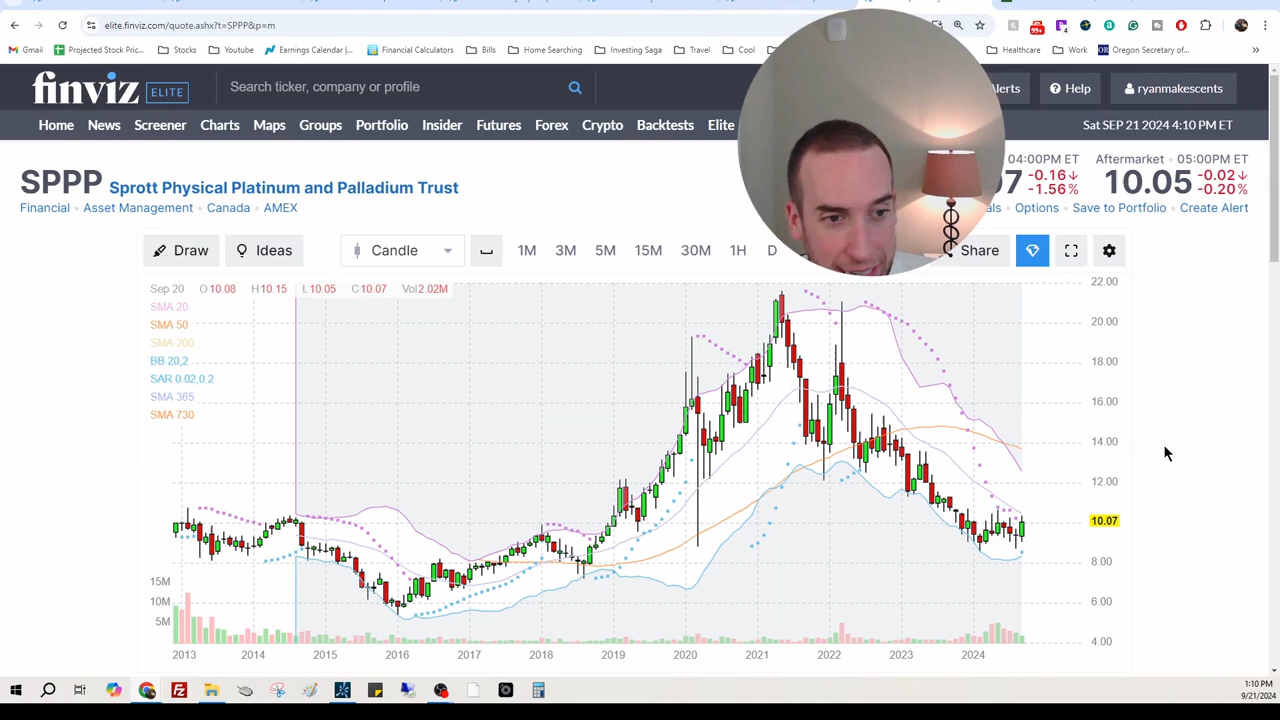 elite.finviz.com/quote.ashx?t=SPPP&p=m
99+
4
Gmail Projected Stock Pric... Stocks Youtube Earnings Calendar |... Financial Calculators Bills Home Searching Investing Saga Travel Cool Healthcare Work OR Oregon Secretary of... »
finviz ELITE Search ticker, company or profile Alerts Help ryanmakescents
Home News Screener Charts Maps Groups Portfolio Insider Futures Forex Crypto Backtests Elite Sat SEP 21 2024 4:10 PM ET
SPPP Sprott Physical Platinum and Palladium Trust
04:00PM ET Aftermarket • 05:00PM ET
7 -0.16 -1.56% 10.05 -0.02 -0.20%
Financial • Asset Management • Canada • AMEX Options • Save to Portfolio • Create Alert
Draw Ideas Candle 1M 3M 5M 15M 30M 1H D Share
Sep 20 O 10.08 H 10.15 L 10.05 C 10.07 Vol 2.02M
SMA 20
SMA 50
SMA 200
BB 20,2
SAR 0.02,0.2
SMA 365
SMA 730
22.00
20.00
18.00
16.00
14.00
12.00
10.07
8.00
6.00
4.00
15M
10M
5M
2013 2014 2015 2016 2017 2018 2019 2020 2021 2022 2023 2024
1:10 PM
9/21/2024